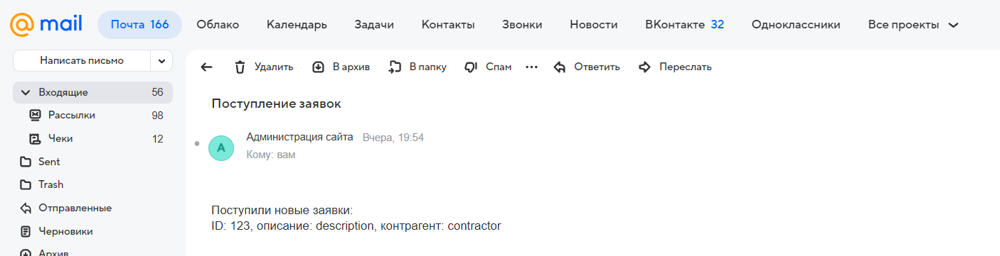 mail Почта 166 Облако Календарь Задачи Контакты Звонки Новости ВКонтакте 32 Одноклассники Все проекты
Написать письмо
Удалить В архив В папку Спам ... Ответить Переслать
Входящие 56
Рассылки 98
Чеки 12
Sent
Trash
Отправленные
Черновики
Архив
Поступление заявок
А
Администрация сайта Вчера, 19:54
Кому: вам
Поступили новые заявки:
ID: 123, описание: description, контрагент: contractor